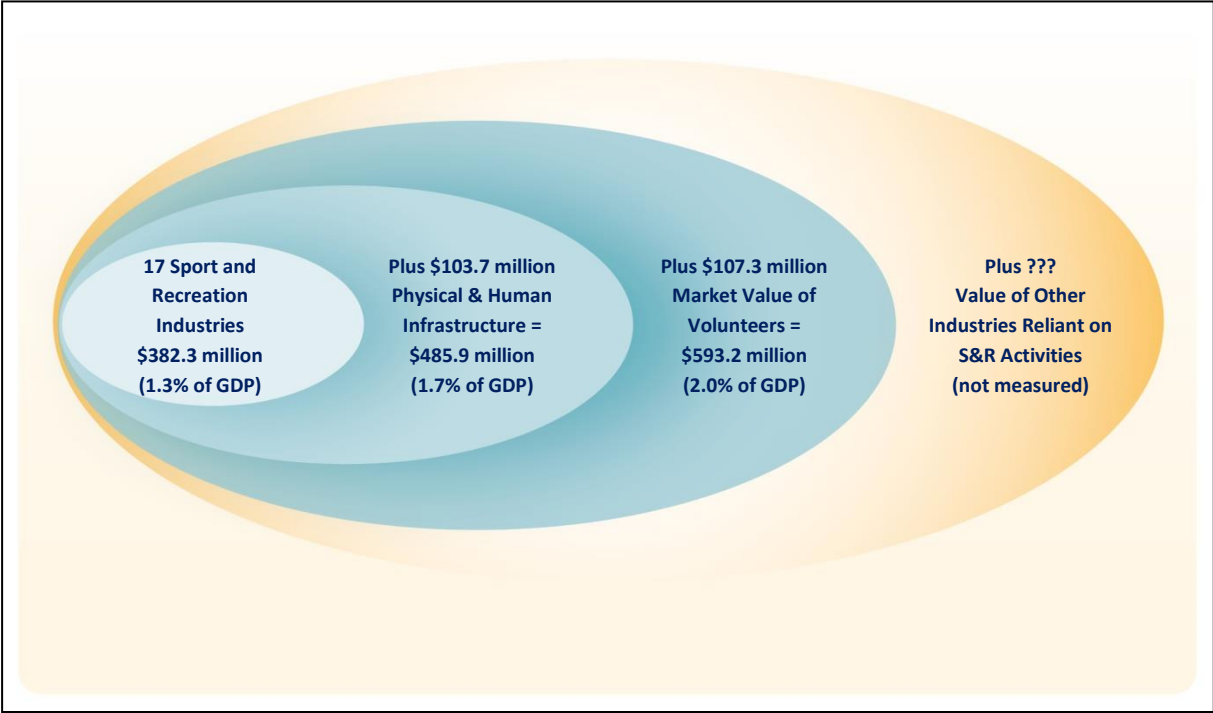 17 Sport and
Recreation
Industries
$382.3 million
(1.3% of GDP)
Plus $103.7 million
Physical & Human
Infrastructure =
$485.9 million
(1.7% of GDP)
Plus $107.3 million
Market Value of
Volunteers =
$593.2 million
(2.0% of GDP)
Plus ???
Value of Other
Industries Reliant on
S&R Activities
(not measured)